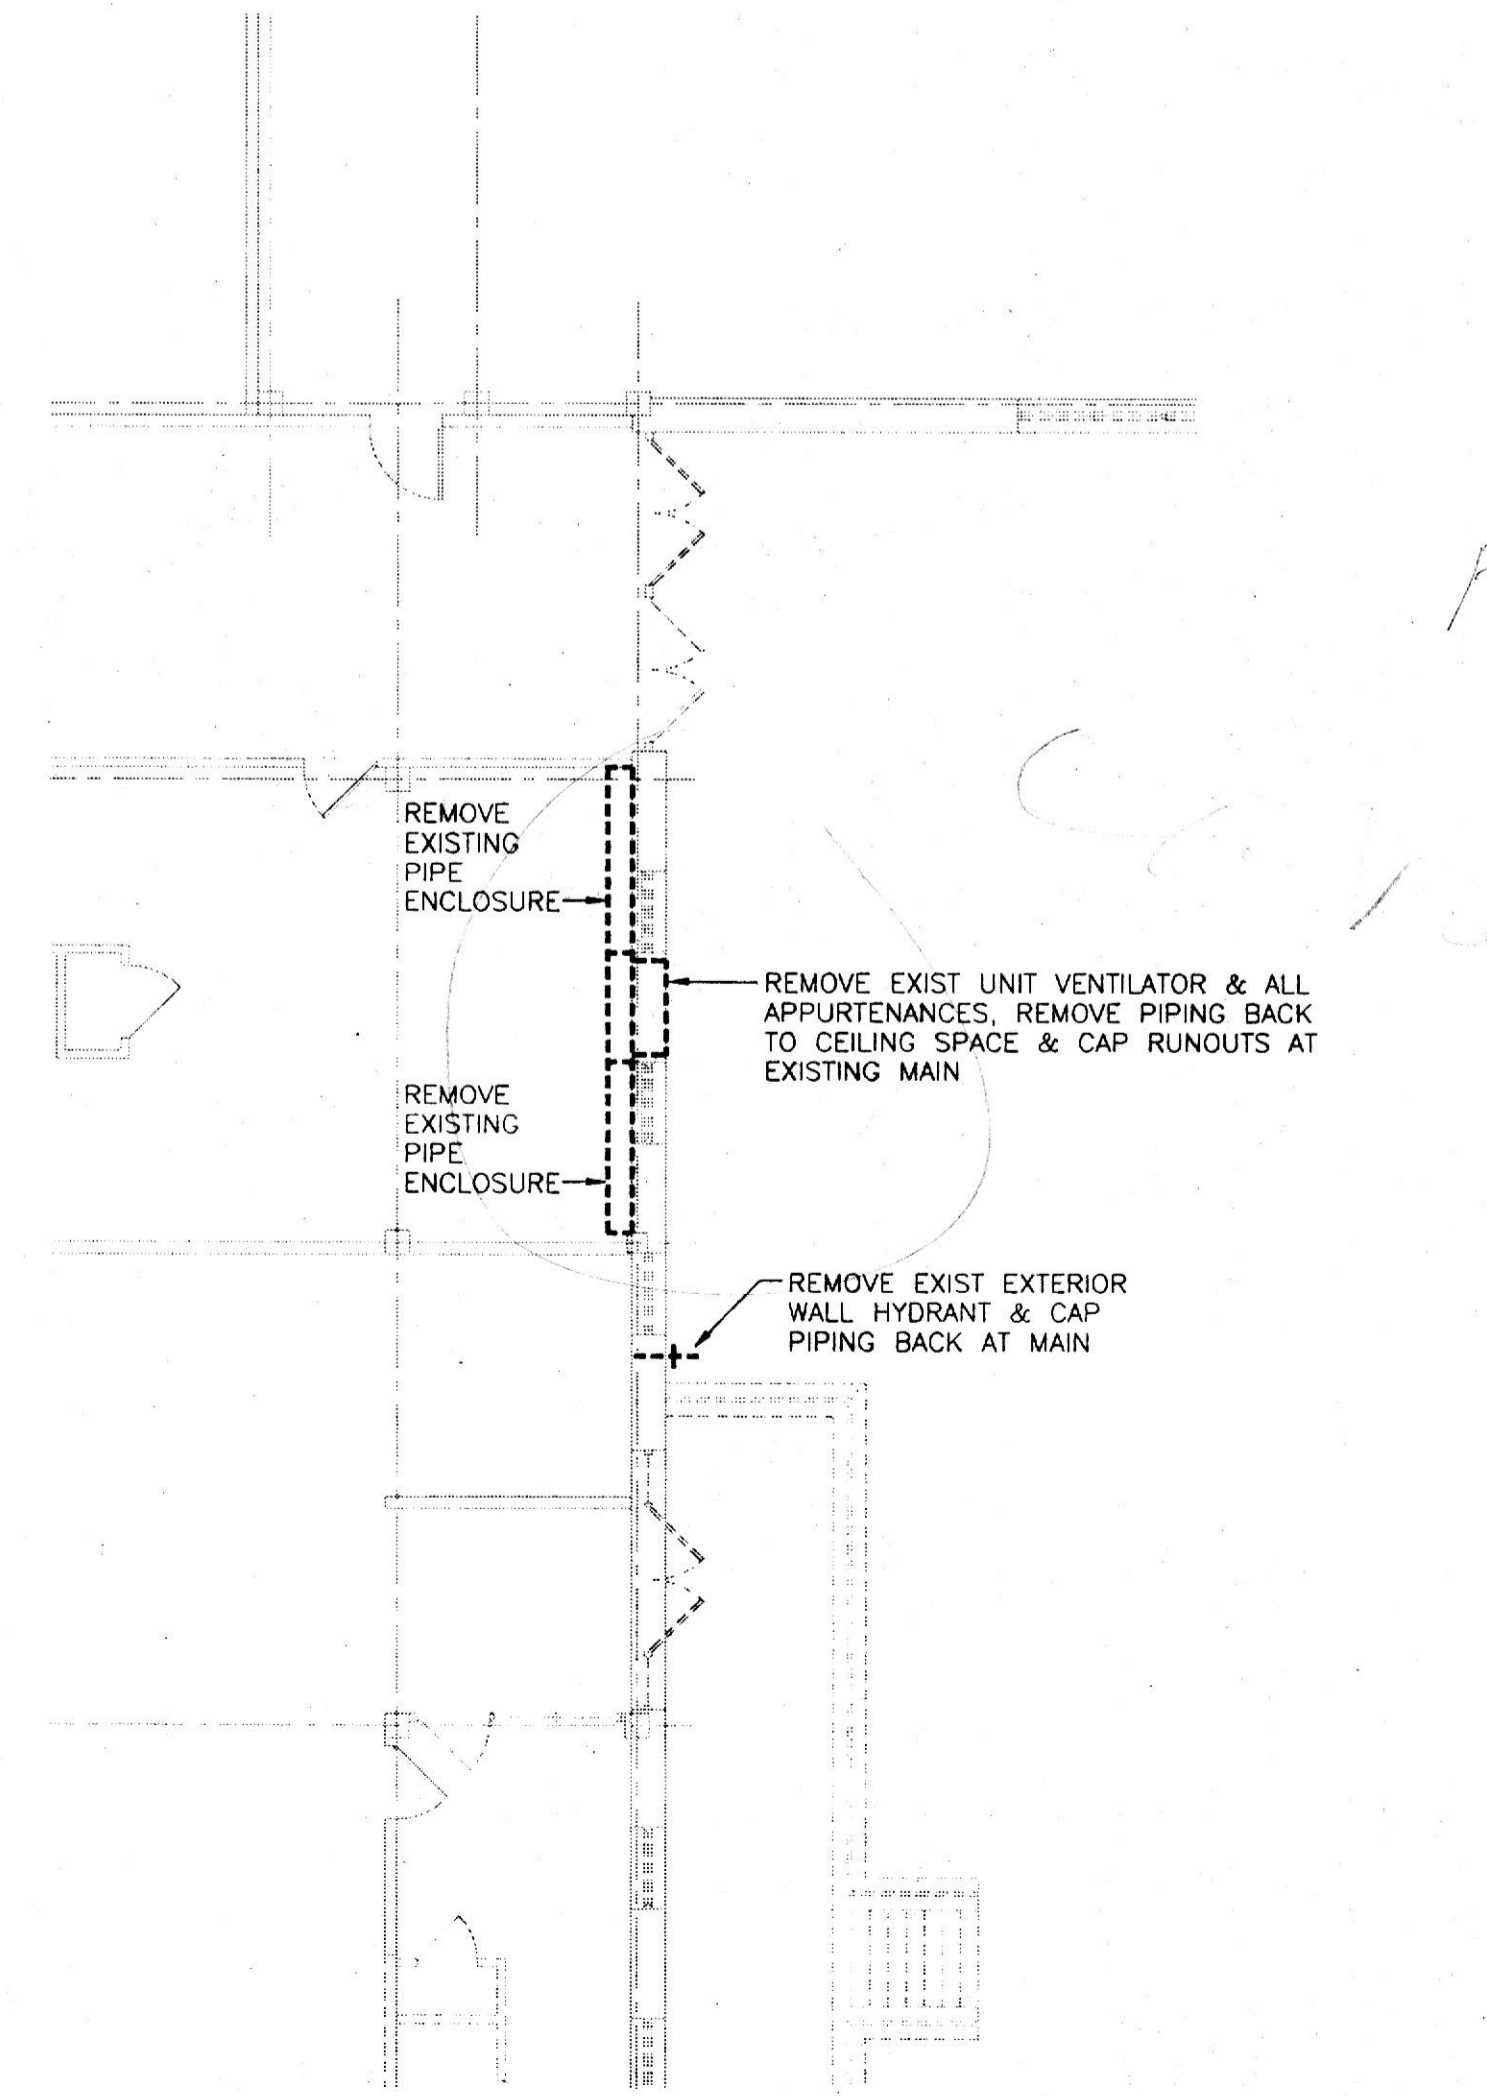 REMOVE
EXISTING
PIPE
ENCLOSURE
REMOVE EXIST UNIT VENTILATOR & ALL
APPURTENANCES, REMOVE PIPING BACK
TO CEILING SPACE & CAP RUNOUTS AT
EXISTING MAIN
REMOVE
EXISTING
PIPE
ENCLOSURE
REMOVE EXIST EXTERIOR
WALL HYDRANT & CAP
PIPING BACK AT MAIN